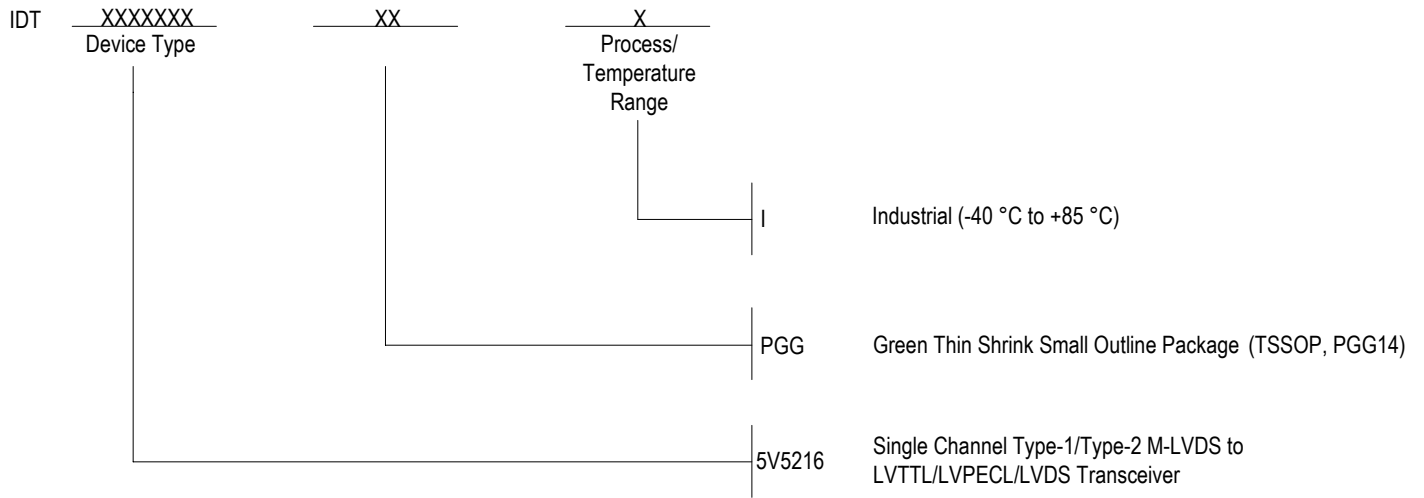 IDT XXXXXXX XX X
Device Type
Process/
Temperature
Range
I Industrial (-40 °C to +85 °C)
PGG Green Thin Shrink Small Outline Package (TSSOP, PGG14)
5V5216 Single Channel Type-1/Type-2 M-LVDS to
LVTTL/LVPECL/LVDS Transceiver